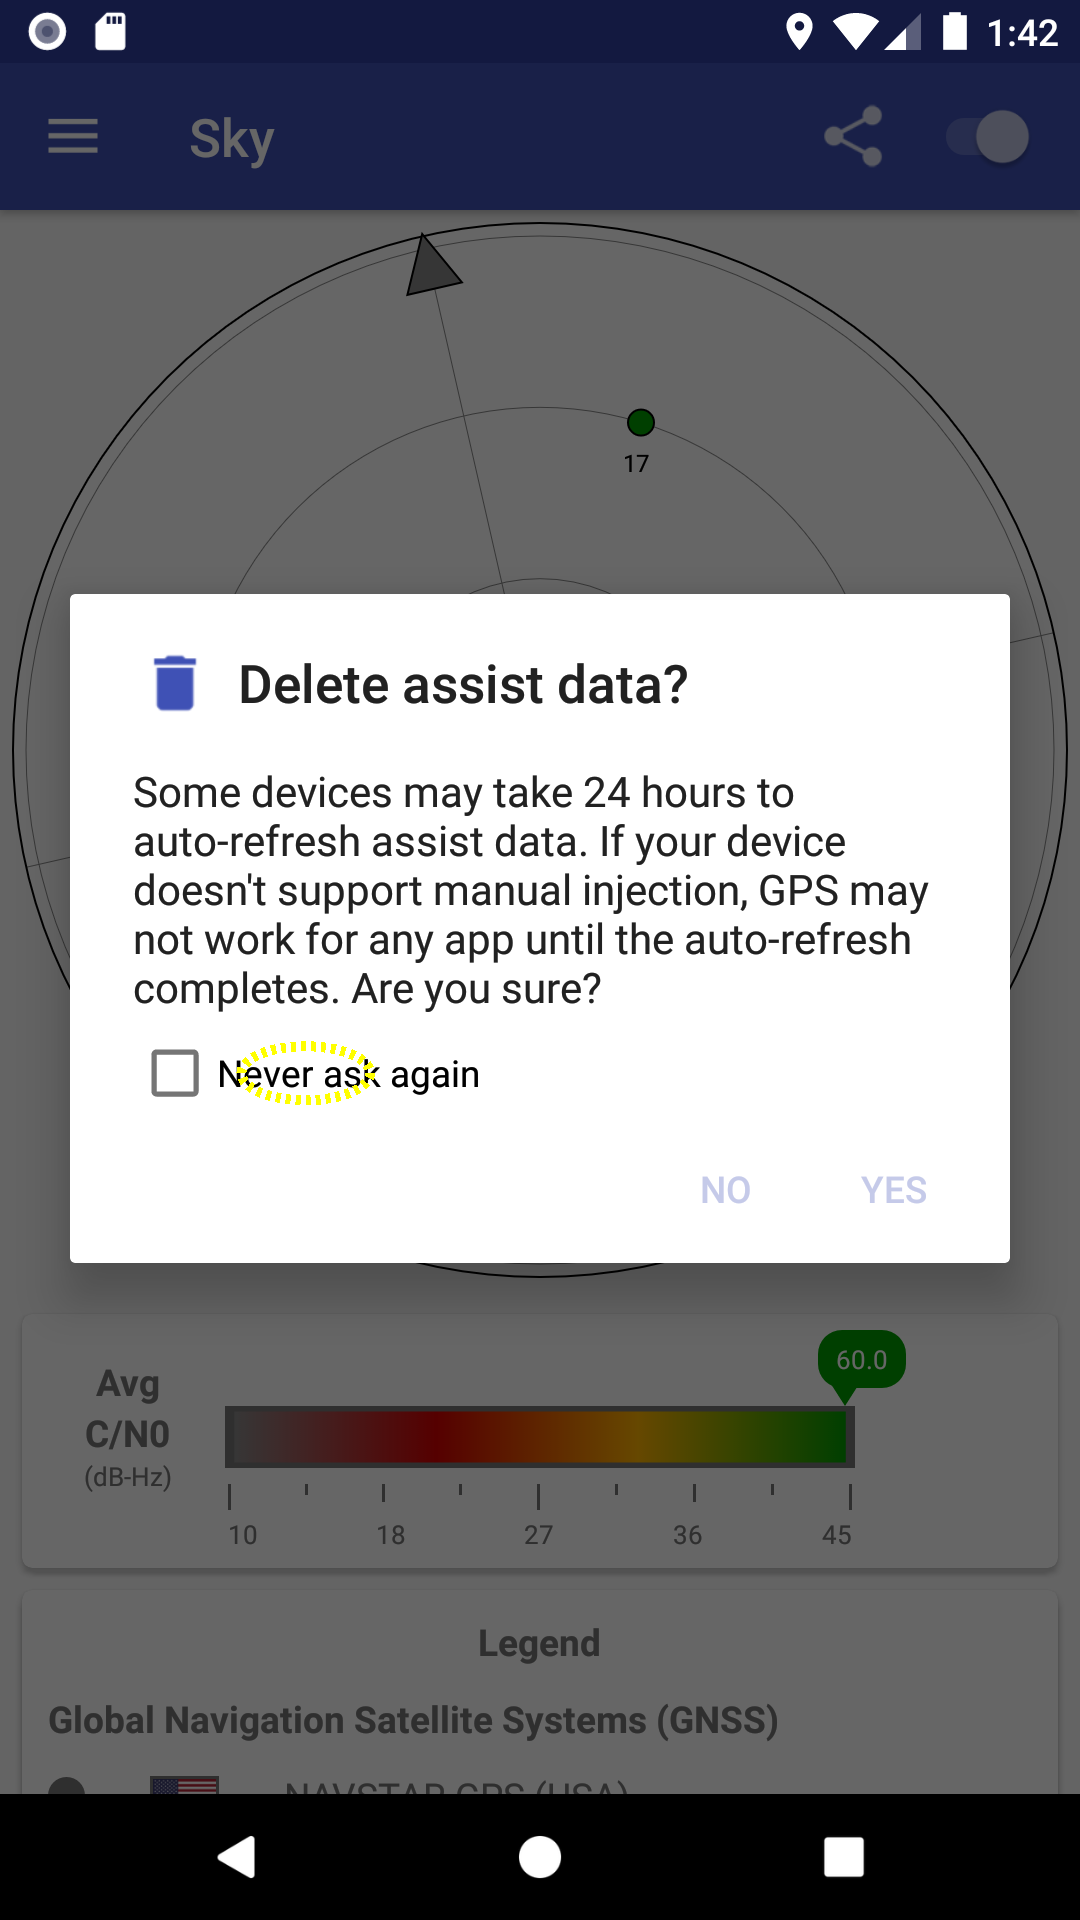 1:42
Sky
17
Delete assist data?
Some devices may take 24 hours to
auto-refresh assist data. If your device
doesn't support manual injection, GPS may
not work for any app until the auto-refresh
completes. Are you sure?
Never ask again
NO YES
60.0
Avg
C/N0
(dB-Hz)
10 18 27 36 45
Legend
Global Navigation Satellite Systems (GNSS)
NAVSTAR GPS (USA)